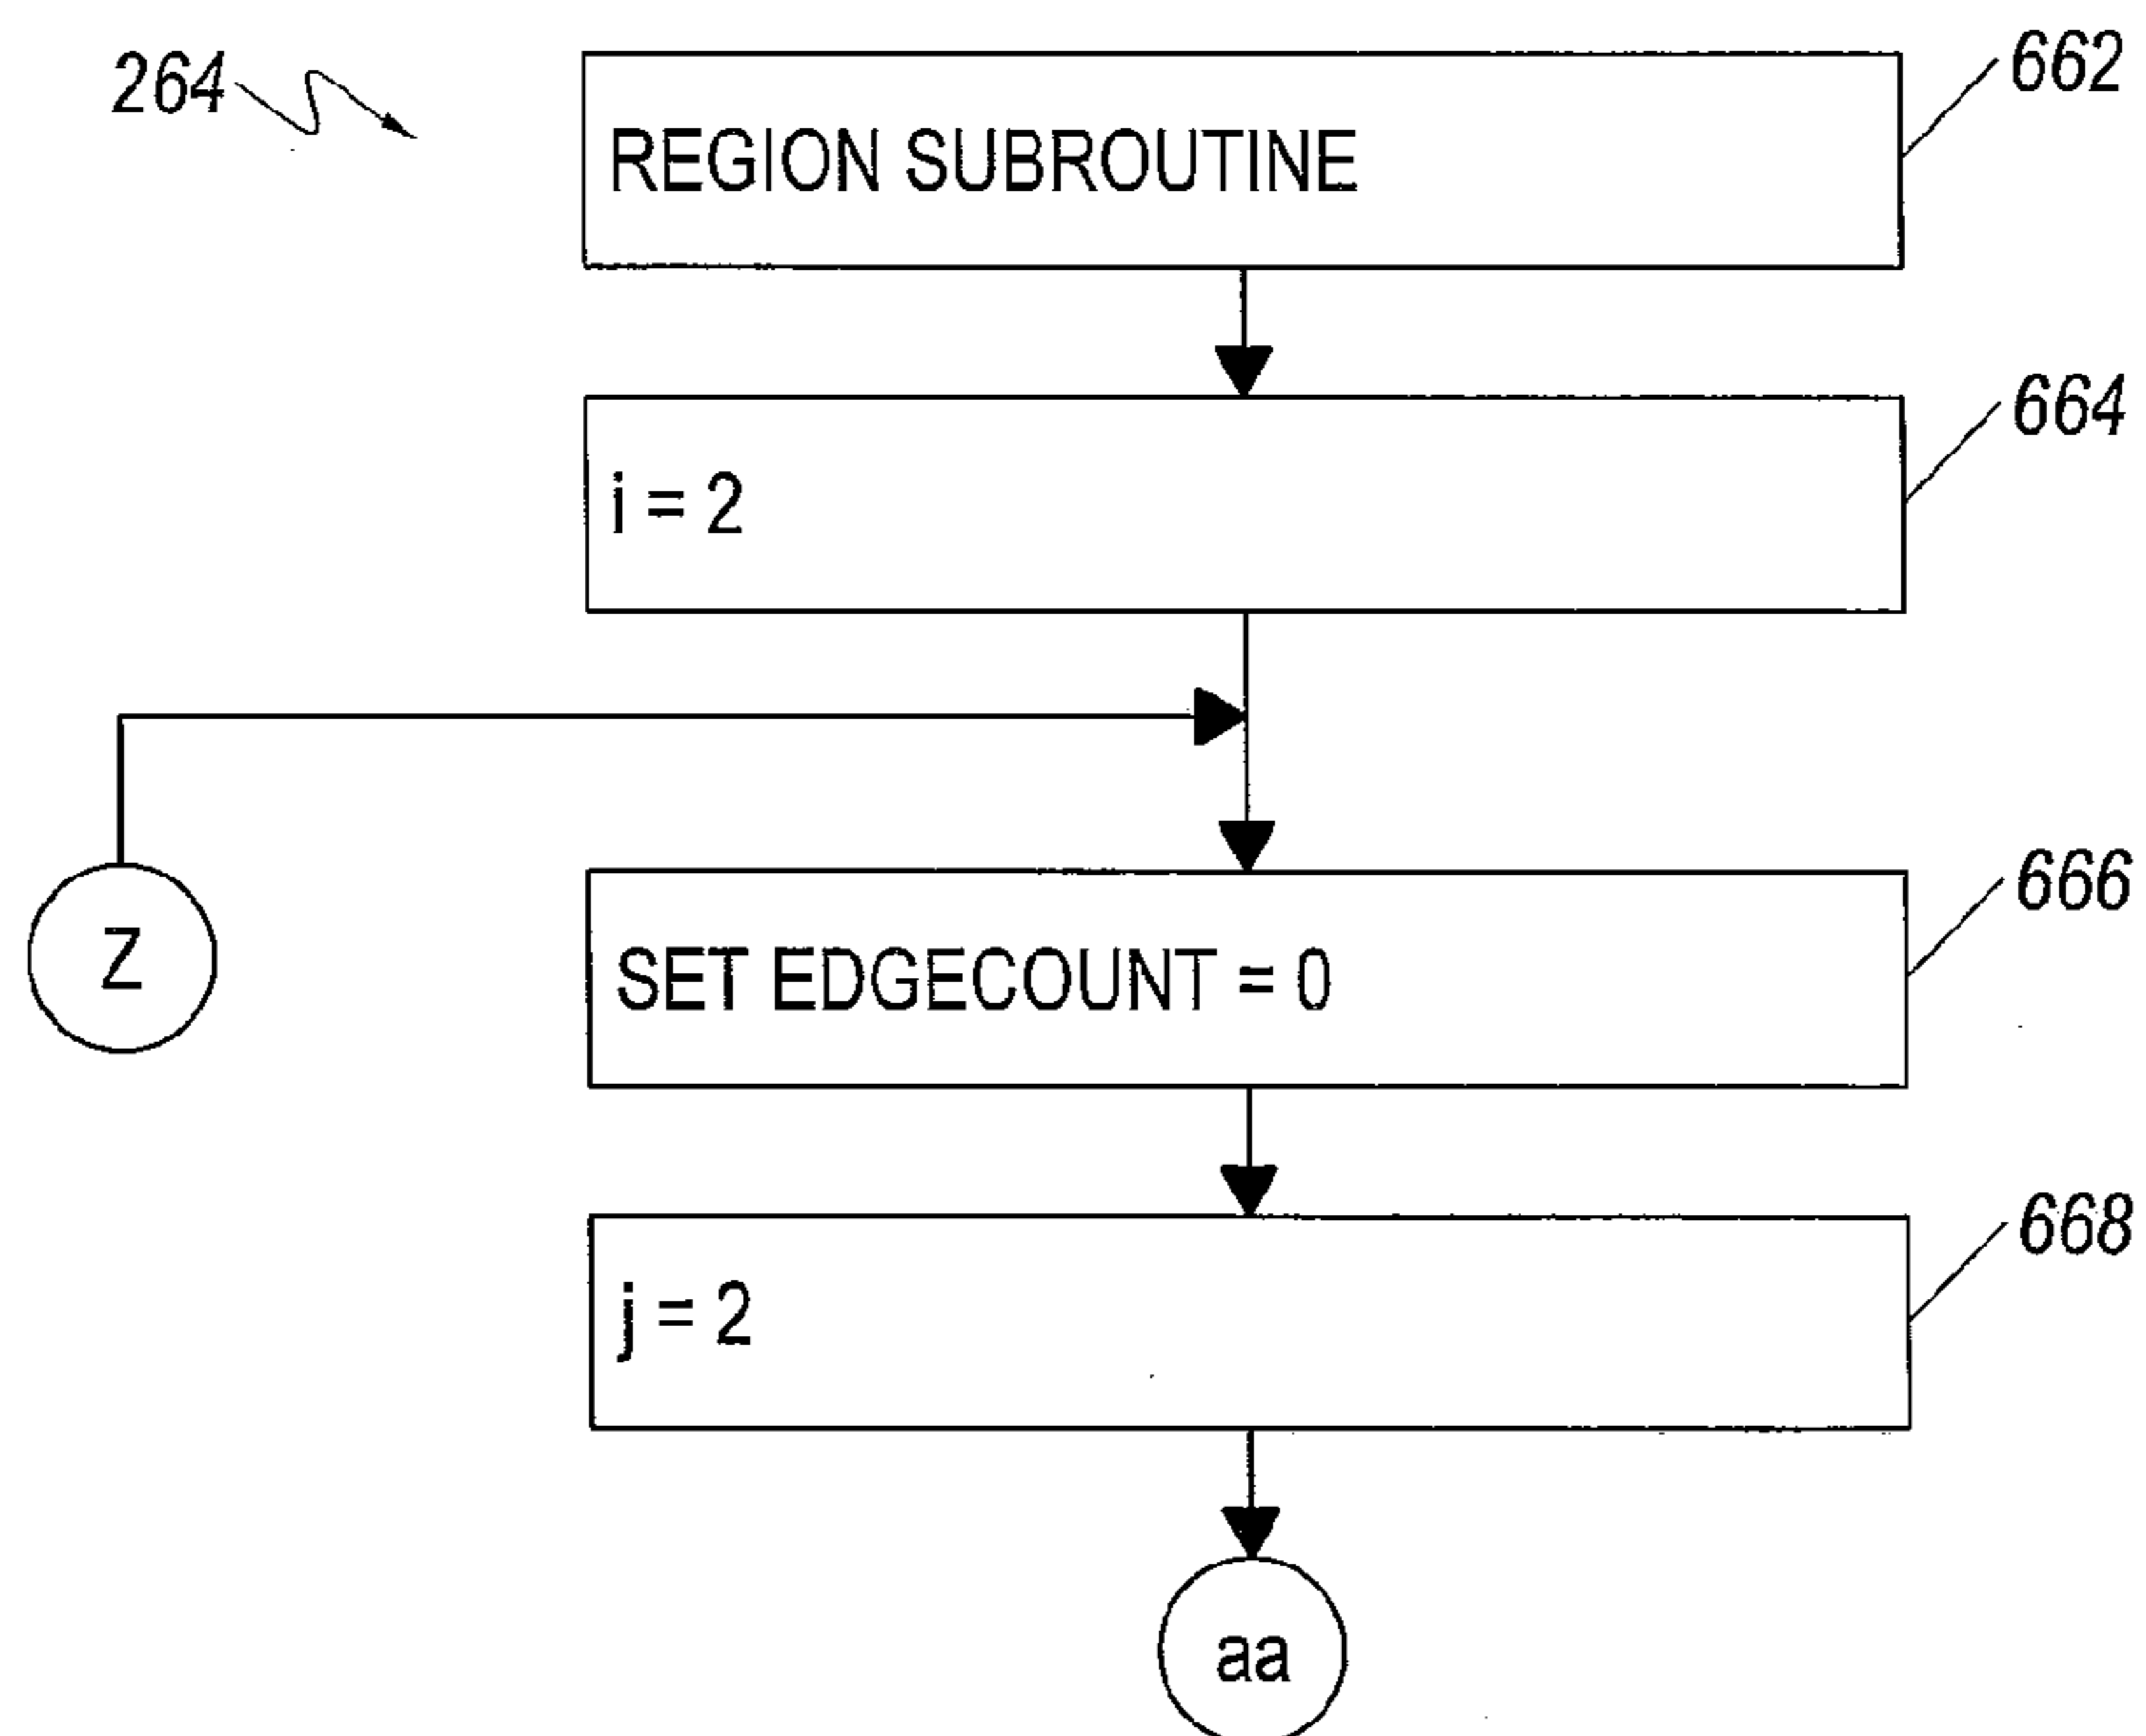 264
662
REGION SUBROUTINE
664
i = 2
Z
666
SET EDGECOUNT = 0
668
j = 2
aa